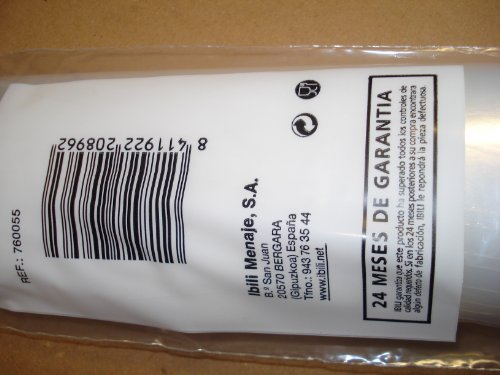 REF.: 760055
8 411922 208962
Ibili Menaje, S.A.
B.º San Juan
20570 BERGARA
(Gipuzkoa) España
Tfno.: 943 76 35 44
www.ibili.net
24 MESES DE GARANTIA
IBILI garantiza que este producto ha superado todos los controles de
calidad requeridos. Si en los 24 meses posteriores a su compra encontrara
algún defecto de fabricación, IBILI le repondrá la pieza defectuosa.